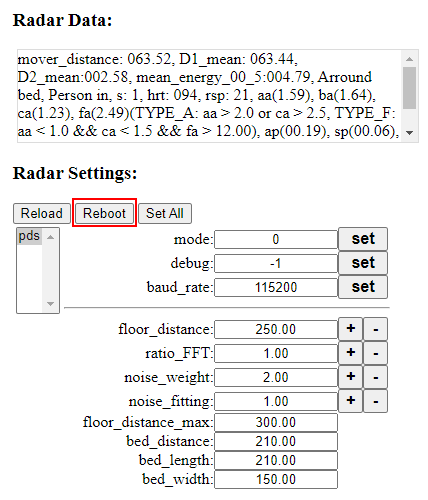 Radar Data:
mover_distance: 063.52, D1_mean: 063.44,
D2_mean:002.58, mean_energy_00_5:004.79, Arround
bed, Person in, s: 1, hrt: 094, rsp: 21, aa(1.59), ba(1.64),
ca(1.23), fa(2.49)(TYPE_A: aa > 2.0 or ca > 2.5, TYPE_F:
aa < 1.0 && ca < 1.5 && fa > 12.00), ap(00.19), sp(00.06),
Radar Settings:
Reload Reboot Set All
pds
mode: 0 set
debug: -1 set
baud_rate: 115200 set
floor_distance: 250.00 + -
ratio_FFT: 1.00 + -
noise_weight: 2.00 + -
noise_fitting: 1.00 + -
floor_distance_max: 300.00
bed_distance: 210.00
bed_length: 210.00
bed_width: 150.00